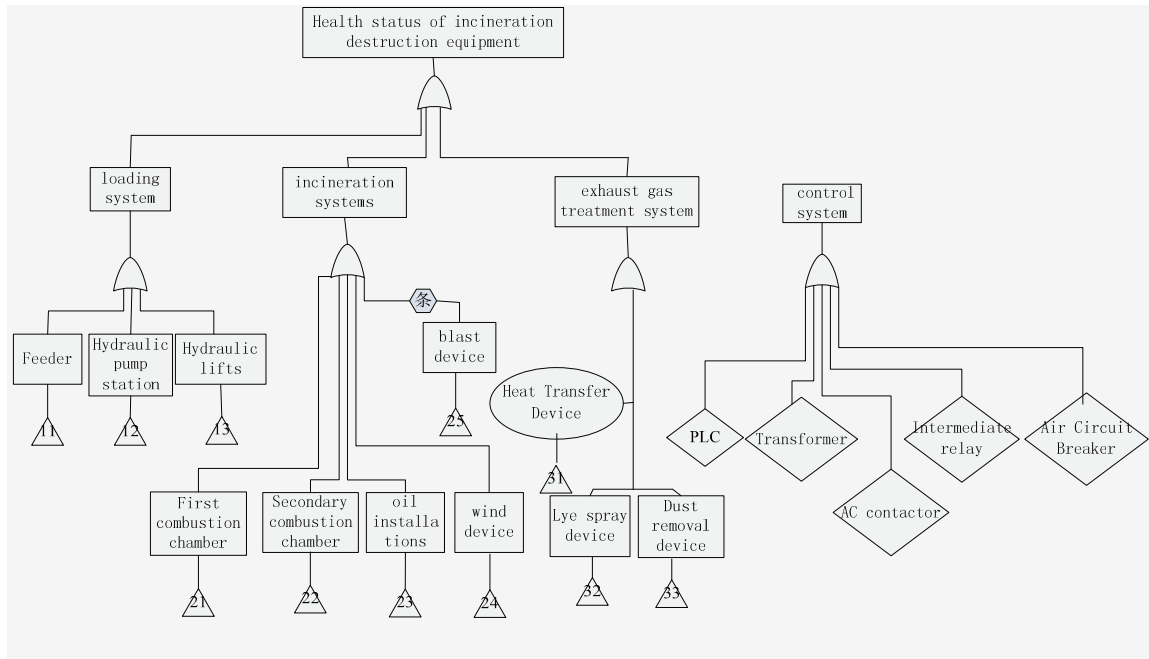 Health status of incineration
destruction equipment
loading
system
incineration
systems
exhaust gas
treatment system
control
system
条
Feeder
Hydraulic
pump
station
Hydraulic
lifts
blast
device
Heat Transfer
Device
11
12
13
25
31
PLC
Transformer
Intermediate
relay
Air Circuit
Breaker
AC contactor
First
combustion
chamber
Secondary
combustion
chamber
oil
installa
tions
wind
device
Lye spray
device
Dust
removal
device
21
22
23
24
32
33